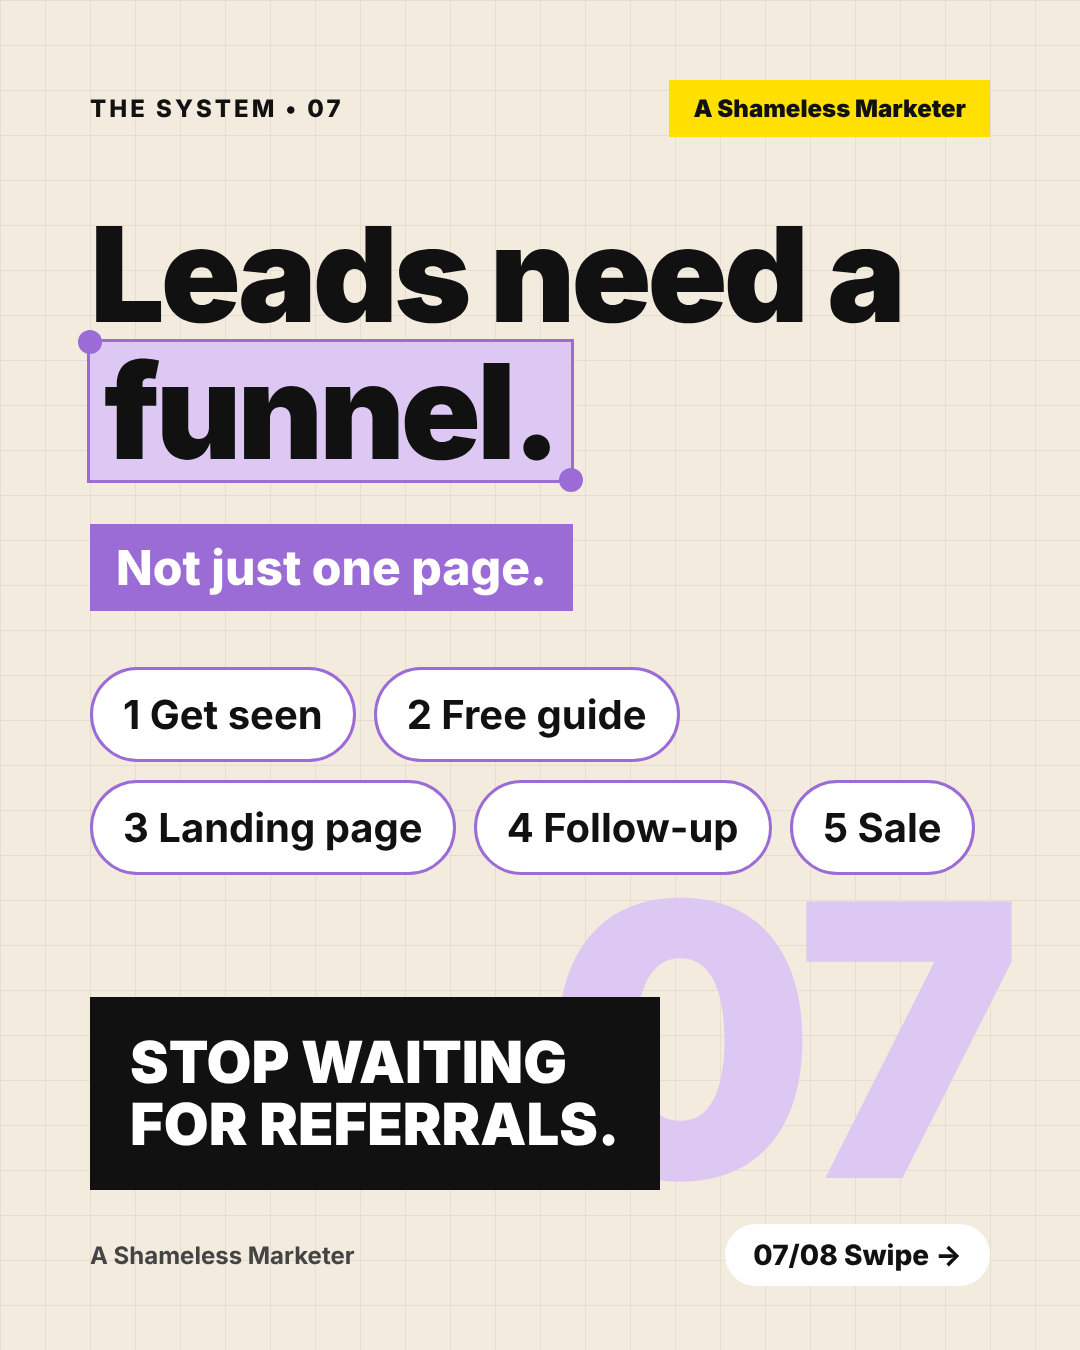 THE SYSTEM • 07
A Shameless Marketer
Leads need a
funnel.
Not just one page.
1 Get seen
2 Free guide
3 Landing page
4 Follow-up
5 Sale
07
STOP WAITING
FOR REFERRALS.
A Shameless Marketer
07/08 Swipe →